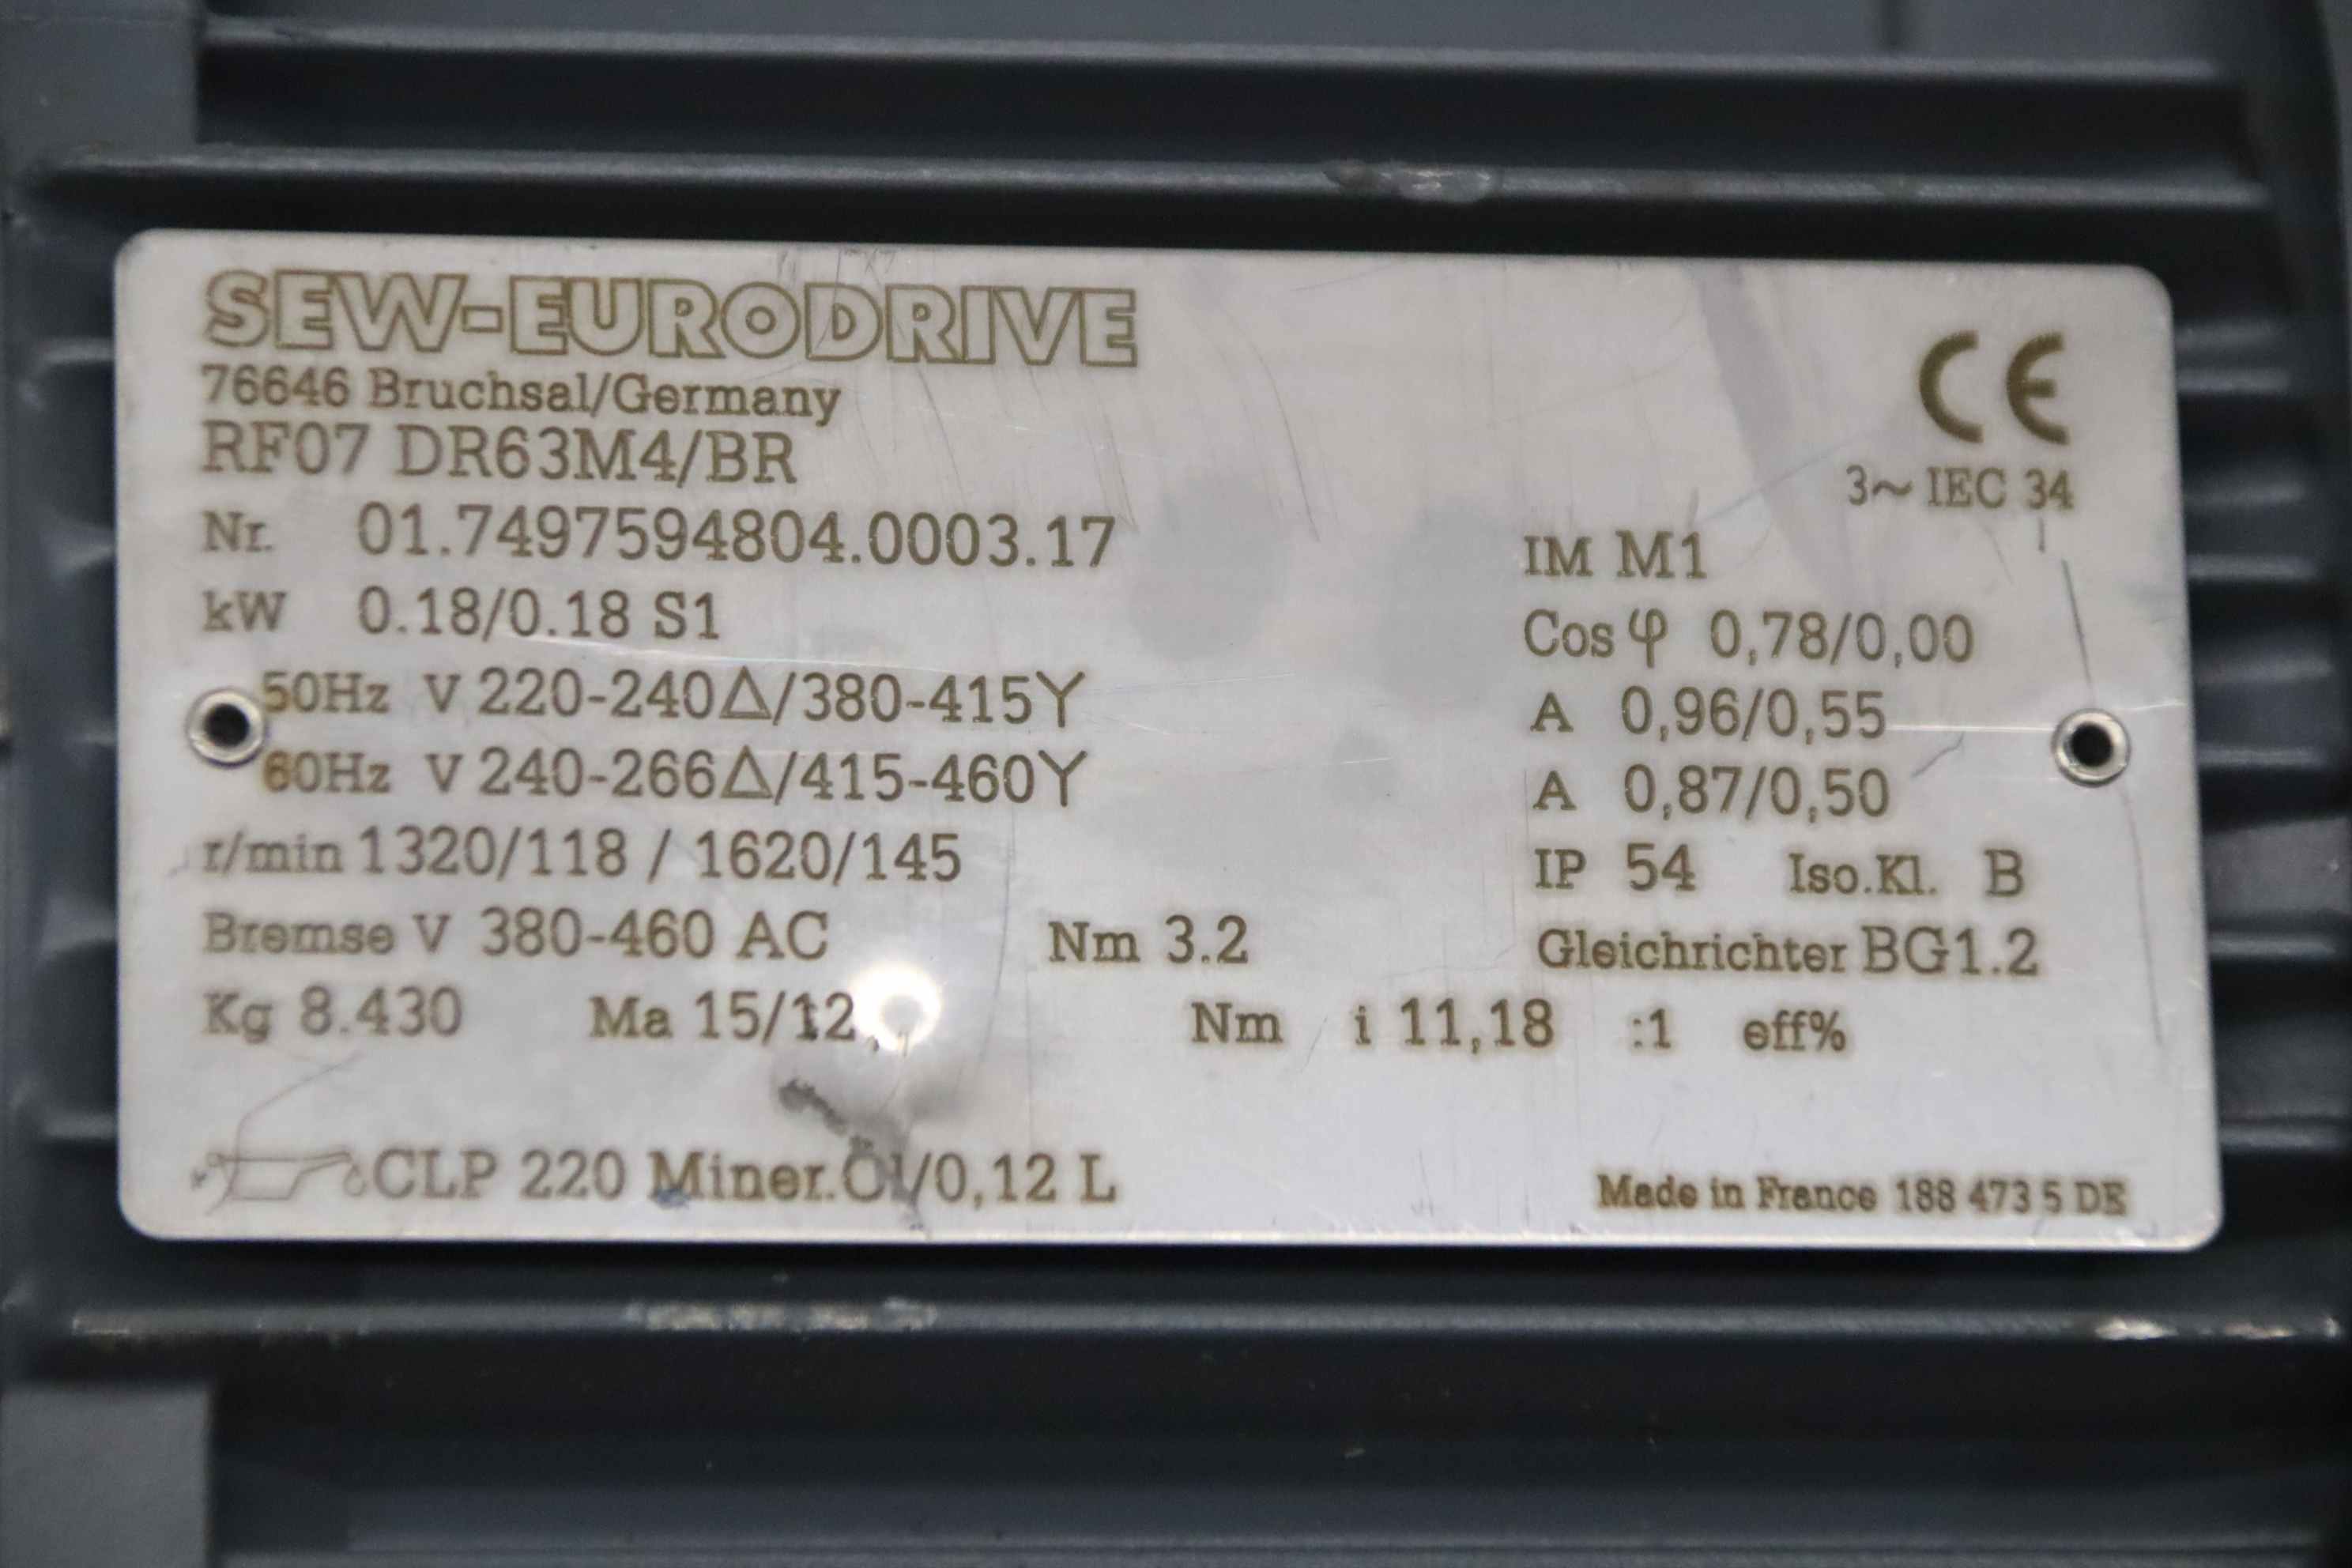 SEW-EURODRIVE
76646 Bruchsal/Germany
RF07 DR63M4/BR
CE
3~ IEC 34
Nr. 01.7497594804.0003.17
IM M1
kW 0.18/0.18 S1
Cos φ 0,78/0,00
50Hz V 220-240Δ/380-415Y
A 0,96/0,55
60Hz V 240-266Δ/415-460Y
A 0,87/0,50
r/min 1320/118 / 1620/145
IP 54 Iso.Kl. B
Bremse V 380-460 AC Nm 3.2 Gleichrichter BG1.2
Kg 8.430 Ma 15/12, Nm i 11,18 :1 eff%
CLP 220 Miner.Öl/0,12 L
Made in France 188 473 5 DE